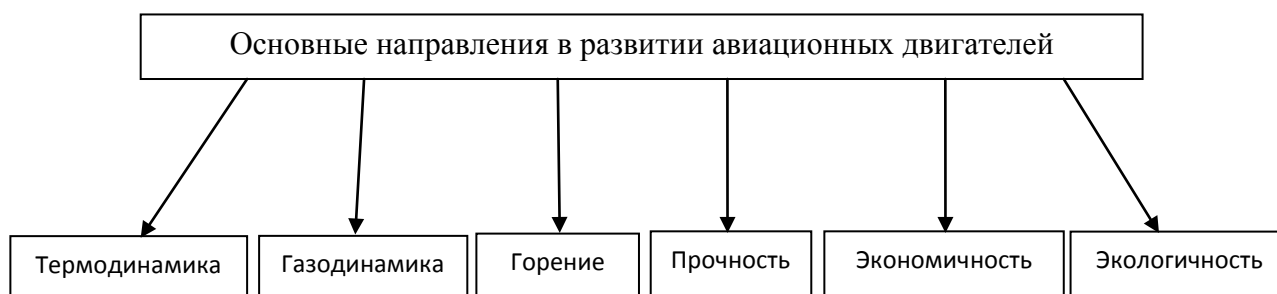 Основные направления в развитии авиационных двигателей
Термодинамика
Газодинамика
Горение
Прочность
Экономичность
Экологичность